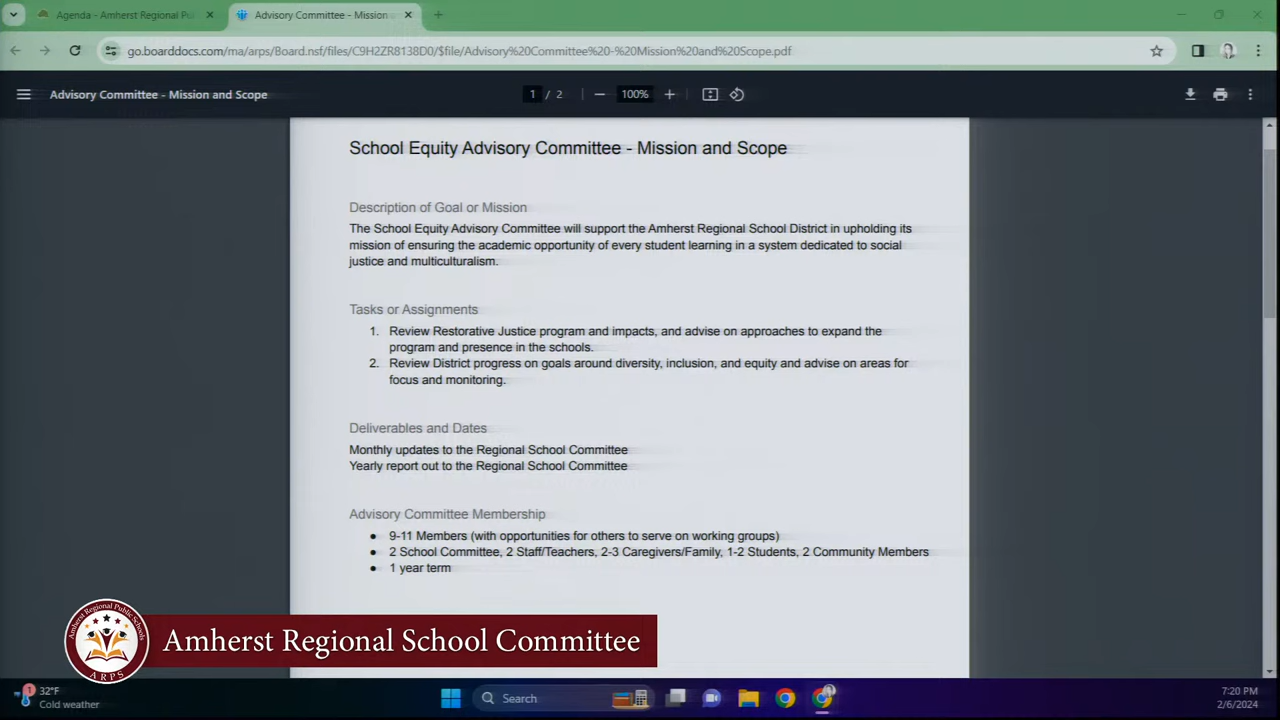 Agenda - Amherst Regional Pu
Advisory Committee - Mission
go.boarddocs.com/ma/arps/Board.nsf/files/C9H2ZR8138D0/$file/Advisory%20Committee%20-%20Mission%20and%20Scope.pdf
Advisory Committee - Mission and Scope
1 / 2
100%
School Equity Advisory Committee - Mission and Scope
Description of Goal or Mission
The School Equity Advisory Committee will support the Amherst Regional School District in upholding its
mission of ensuring the academic opportunity of every student learning in a system dedicated to social
justice and multiculturalism.
Tasks or Assignments
1. Review Restorative Justice program and impacts, and advise on approaches to expand the
program and presence in the schools.
2. Review District progress on goals around diversity, inclusion, and equity and advise on areas for
focus and monitoring.
Deliverables and Dates
Monthly updates to the Regional School Committee
Yearly report out to the Regional School Committee
Advisory Committee Membership
• 9-11 Members (with opportunities for others to serve on working groups)
• 2 School Committee, 2 Staff/Teachers, 2-3 Caregivers/Family, 1-2 Students, 2 Community Members
• 1 year term
Amherst Regional Public Schools
ARPS
Amherst Regional School Committee
1
32°F
Cold weather
Search
7:20 PM
2/6/2024